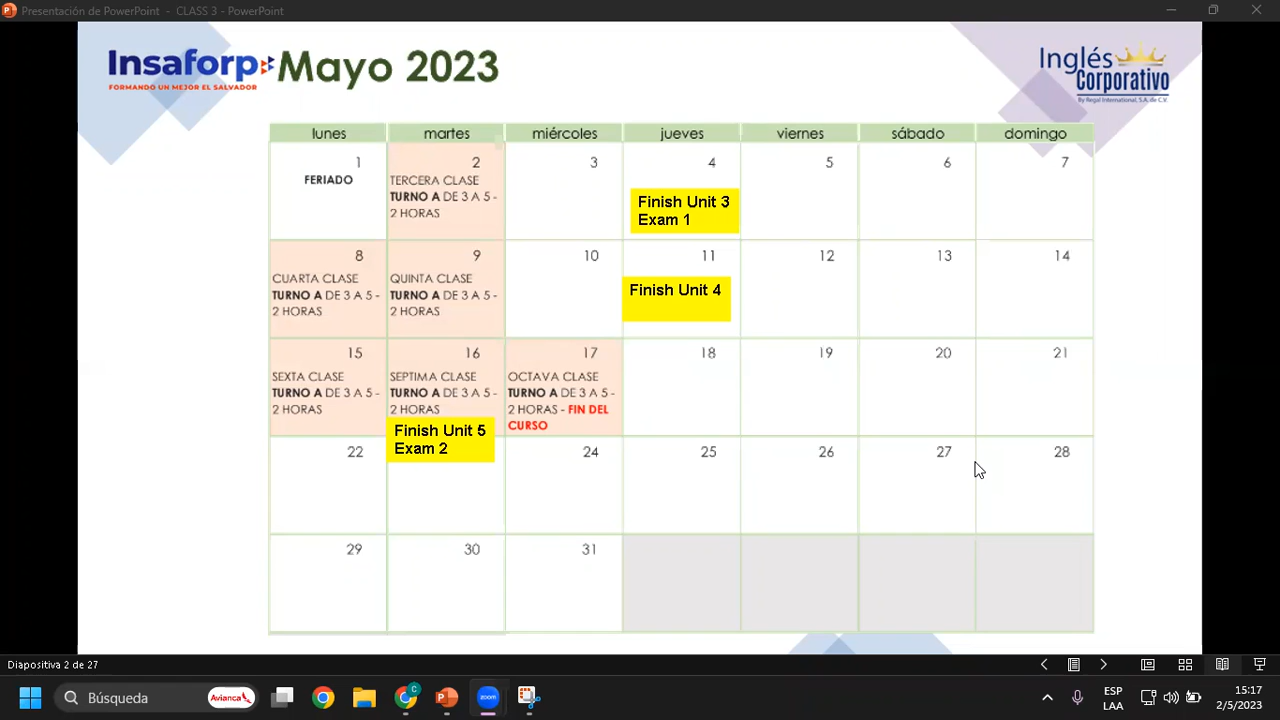 Presentación de PowerPoint - CLASS 3 - PowerPoint
Insaforp
FORMANDO UN MEJOR EL SALVADOR
Mayo 2023
Inglés
Corporativo
By Regal International, S.A. de C.V.
lunes martes miércoles jueves viernes sábado domingo
1 2 3 4 5 6 7
FERIADO
TERCERA CLASE
TURNO A DE 3 A 5 -
2 HORAS
Finish Unit 3
Exam 1
8 9 10 11 12 13 14
CUARTA CLASE
TURNO A DE 3 A 5 -
2 HORAS
QUINTA CLASE
TURNO A DE 3 A 5 -
2 HORAS
Finish Unit 4
15 16 17 18 19 20 21
SEXTA CLASE
TURNO A DE 3 A 5 -
2 HORAS
SEPTIMA CLASE
TURNO A DE 3 A 5 -
2 HORAS
OCTAVA CLASE
TURNO A DE 3 A 5 -
2 HORAS - FIN DEL
CURSO
Finish Unit 5
Exam 2
22 24 25 26 27 28
29 30 31
Diapositiva 2 de 27
Búsqueda
Avianca
C
zoom
ESP
LAA
15:17
2/5/2023